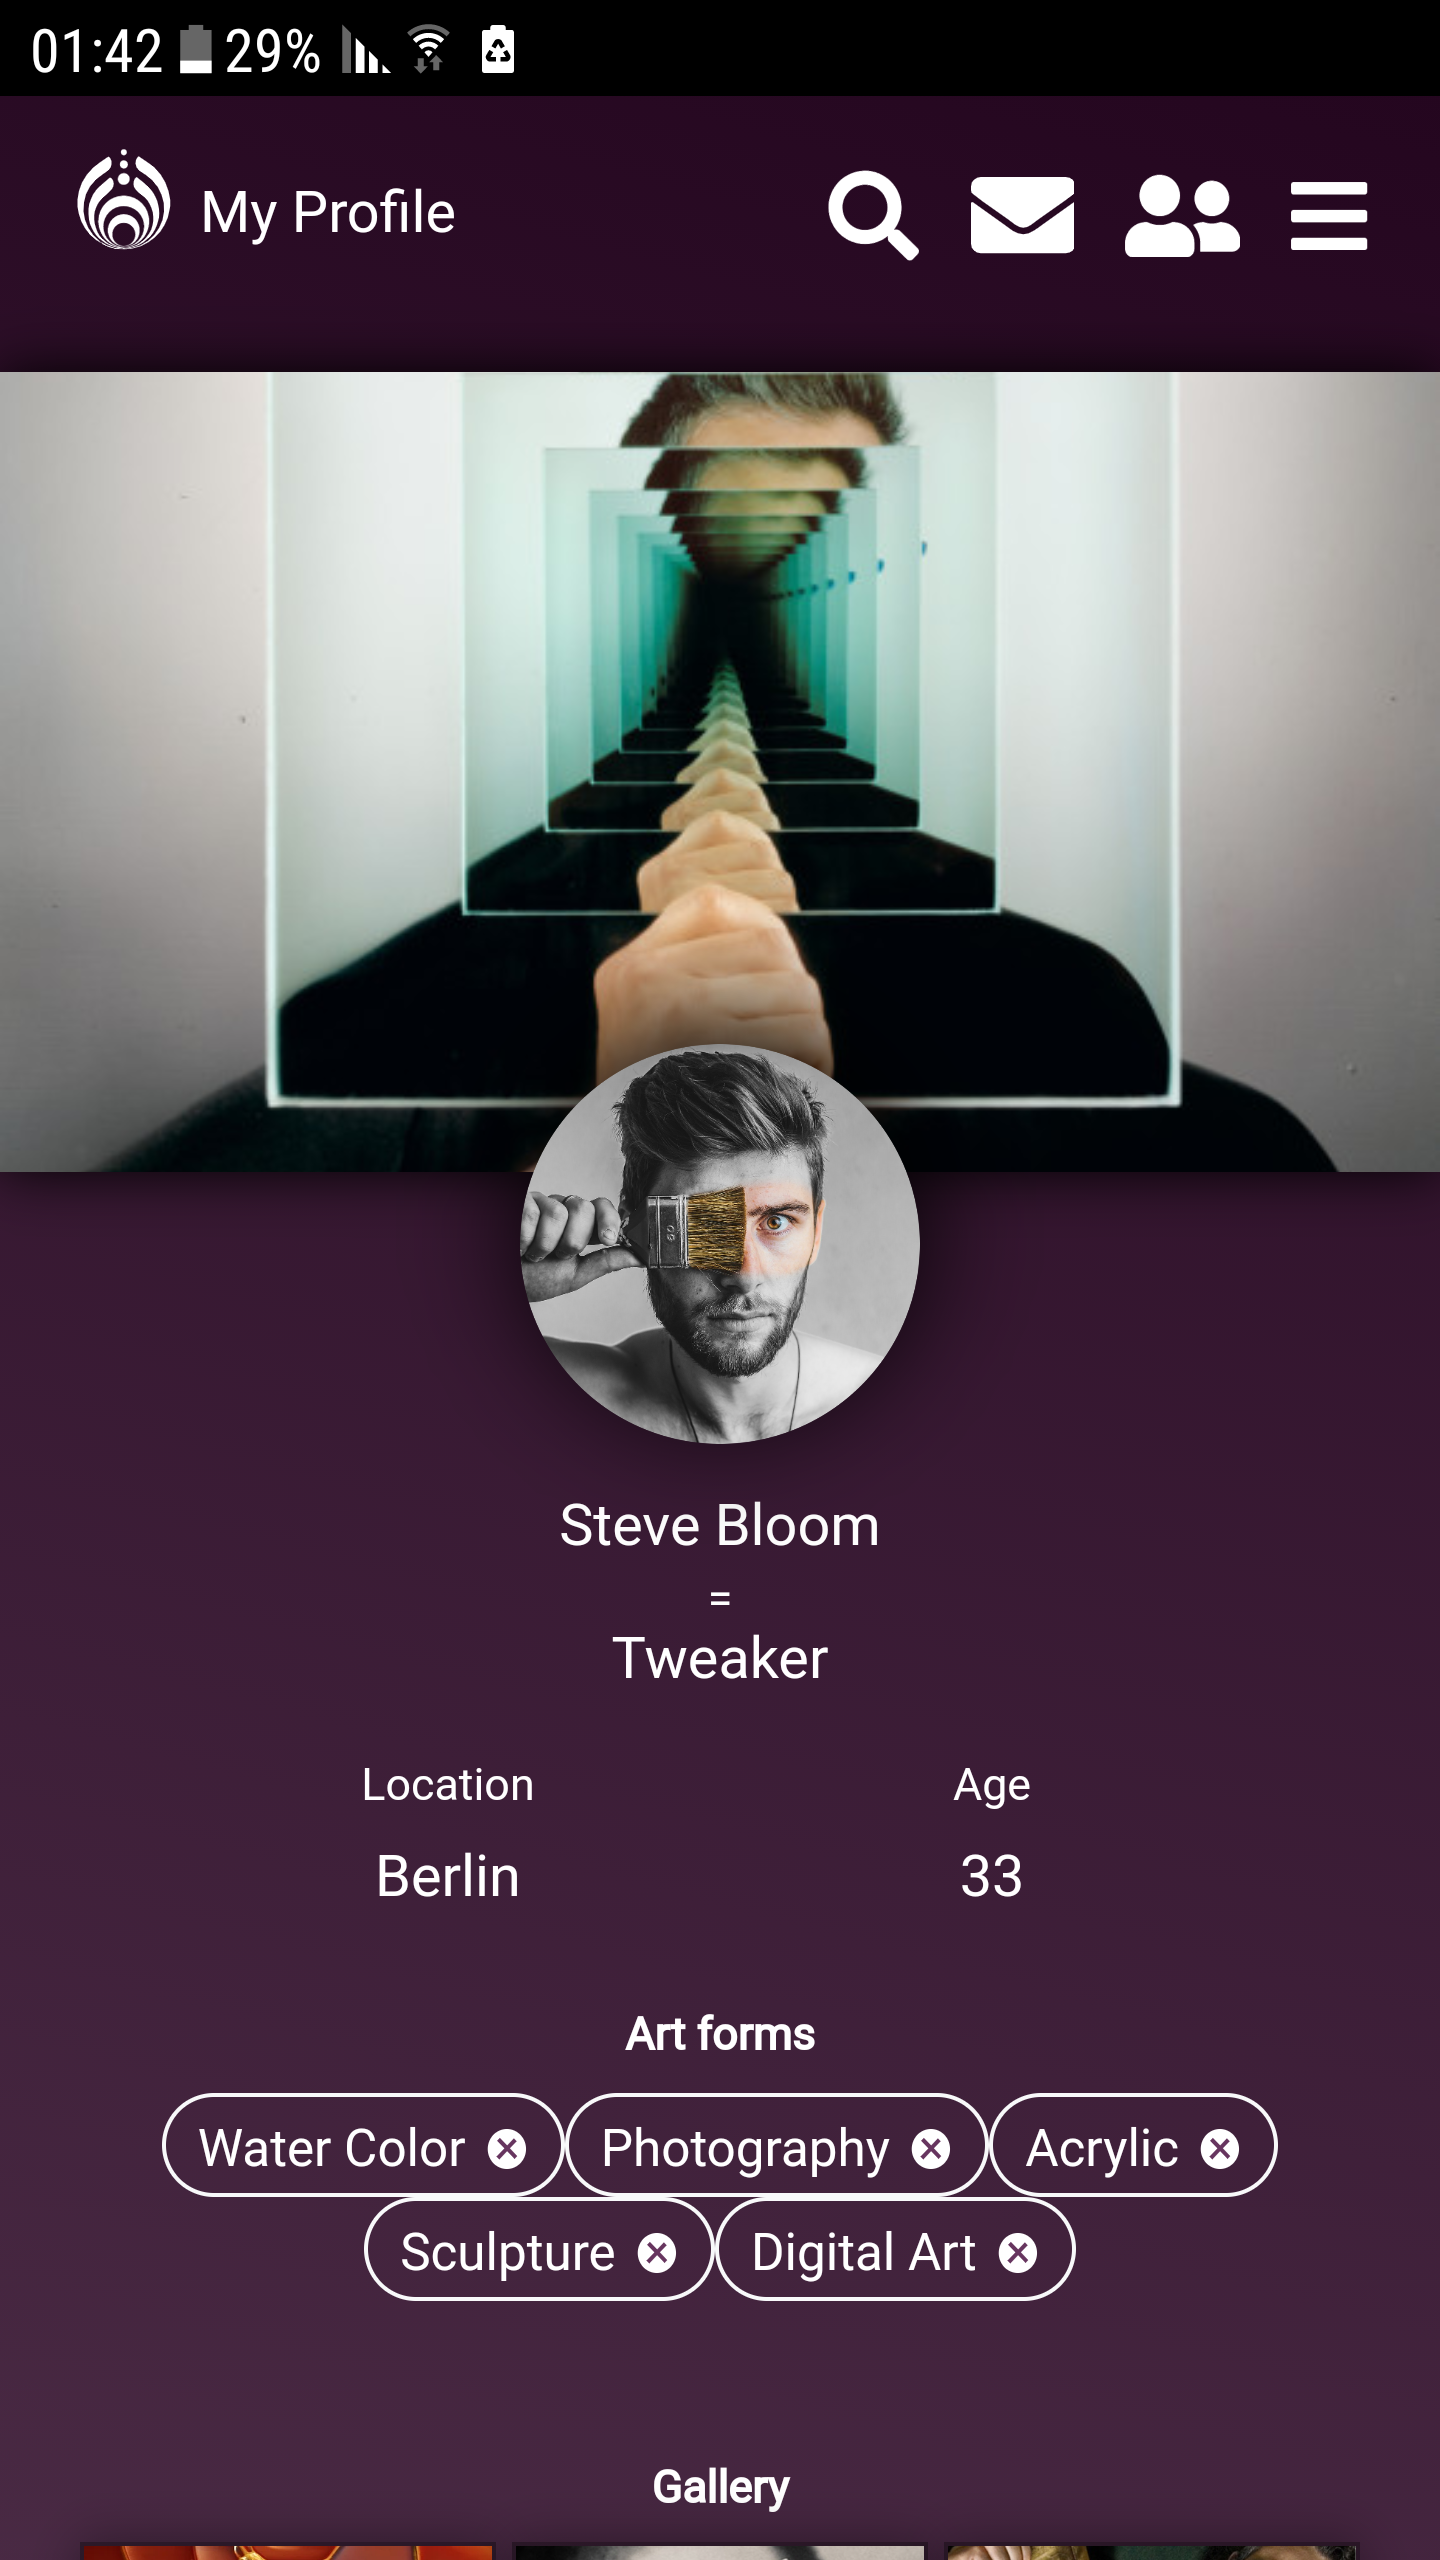 01:42 29%
My Profile
Steve Bloom
=
Tweaker
Location Age
Berlin 33
Art forms
Water Color Photography Acrylic
Sculpture Digital Art
Gallery